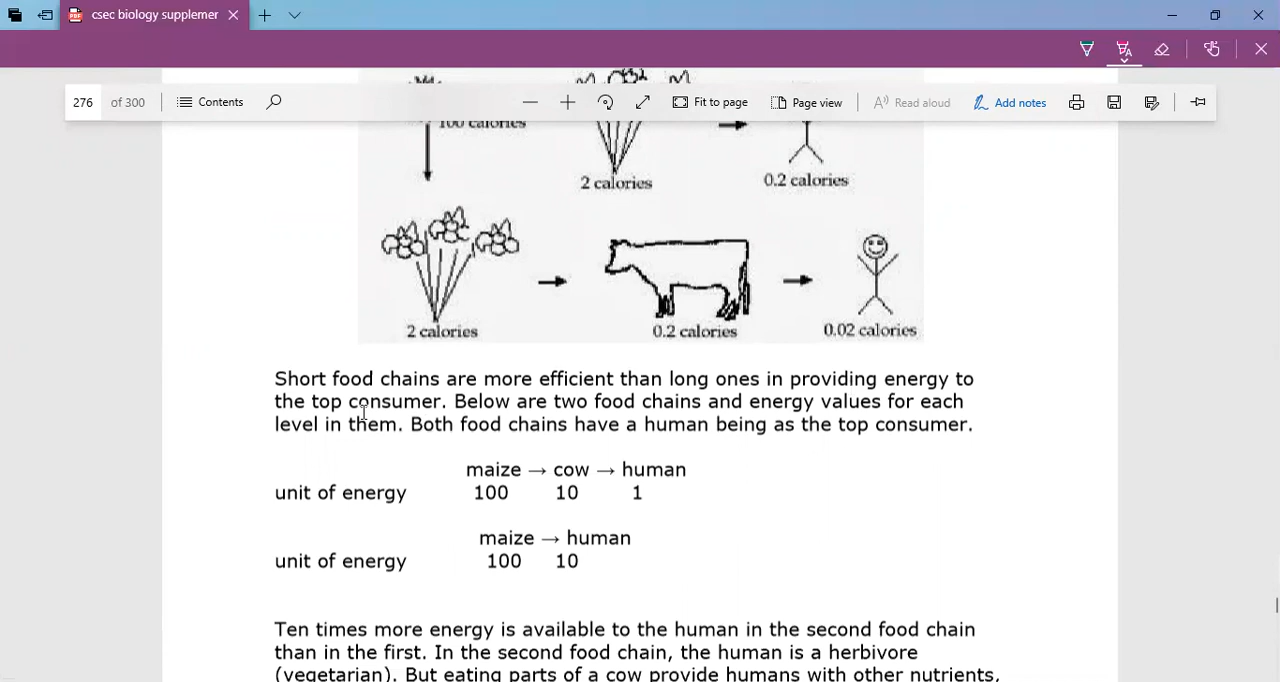 csec biology supplemer
276 of 300 Contents Fit to page Page view Read aloud Add notes
100 calories
2 calories 0.2 calories
2 calories 0.2 calories 0.02 calories
Short food chains are more efficient than long ones in providing energy to
the top consumer. Below are two food chains and energy values for each
level in them. Both food chains have a human being as the top consumer.
maize → cow → human
unit of energy 100 10 1
maize → human
unit of energy 100 10
Ten times more energy is available to the human in the second food chain
than in the first. In the second food chain, the human is a herbivore
(vegetarian). But eating parts of a cow provide humans with other nutrients,